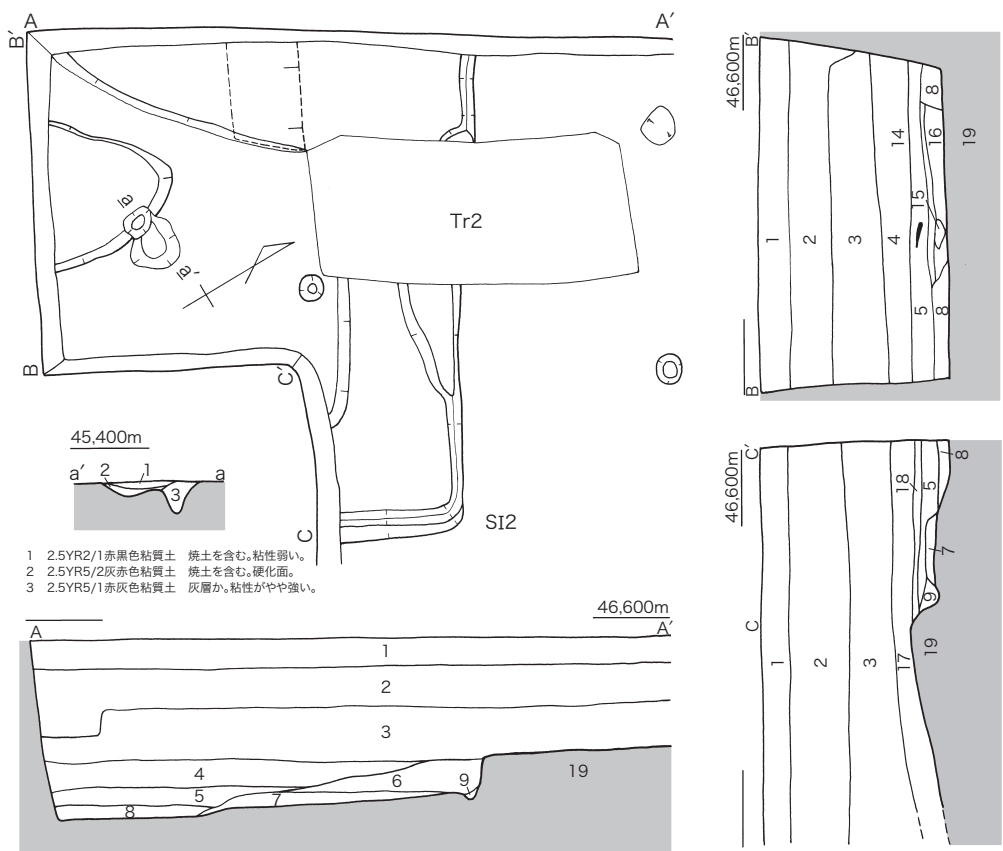 A
A′
B′
a
a′
Tr2
B
C′
C
SI2
45,400m
a′ 2 1 3 a
1 2.5YR2/1赤黒色粘質土 焼土を含む。粘性弱い。
2 2.5YR5/2灰赤色粘質土 焼土を含む。硬化面。
3 2.5YR5/1赤灰色粘質土 灰層か。粘性がやや強い。
46,600m
A
A′
1
2
3
4
5
6
7
8
9
19
46,600m
B′
B
1
2
3
4
14
15
5
8
16
8
19
46,600m
C′
C
1
2
3
17
18
5
7
8
9
19